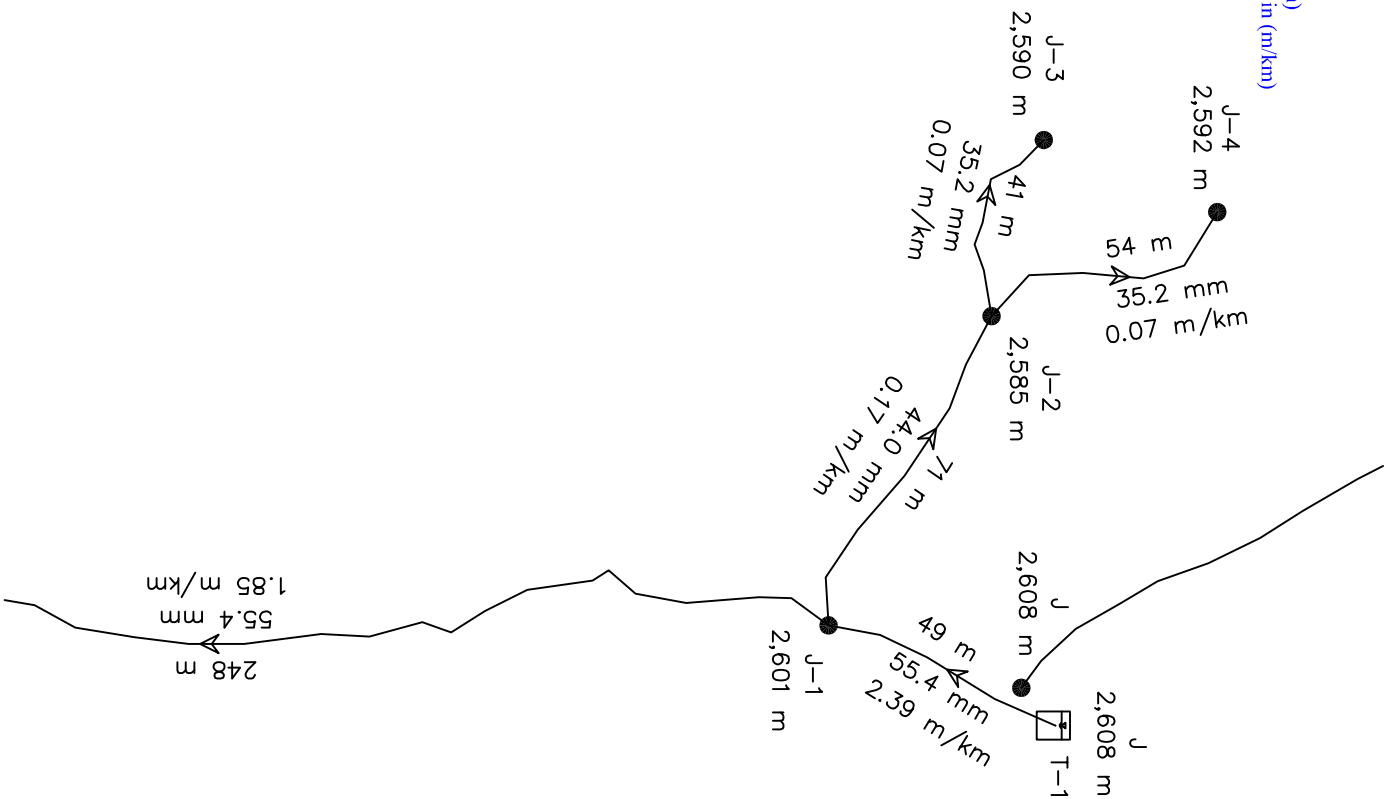 )
in (m/km)
J-3
2,590 m
J-4
2,592 m
41 m
35.2 mm
0.07 m/km
54 m
35.2 mm
0.07 m/km
J-2
2,585 m
71 m
44.0 mm
0.17 m/km
J
2,608 m
248 m
55.4 mm
1.85 m/km
J-1
2,601 m
49 m
55.4 mm
2.39 m/km
J
2,608 m
T-1